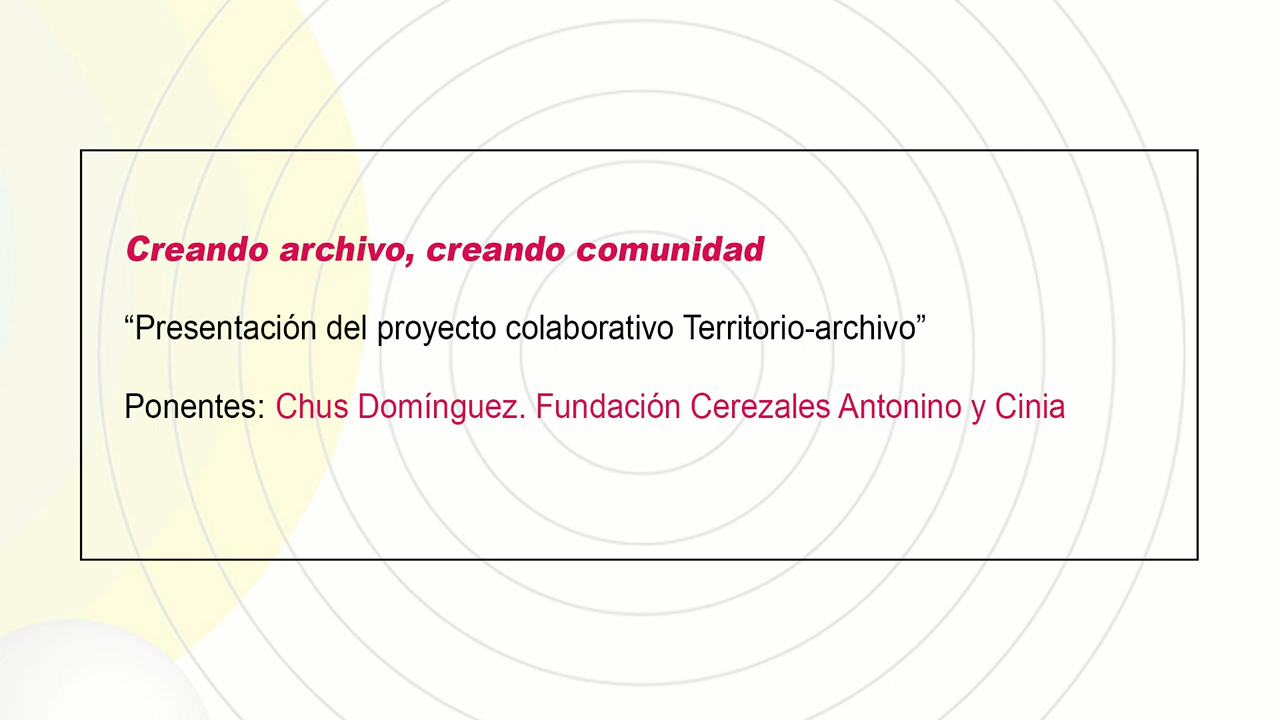 Creando archivo, creando comunidad
“Presentación del proyecto colaborativo Territorio-archivo”
Ponentes: Chus Domínguez. Fundación Cerezales Antonino y Cinia